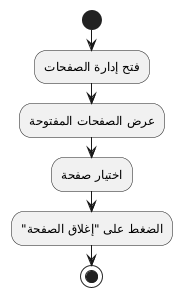 فتح إدارة الصفحات
عرض الصفحات المفتوحة
اختيار صفحة
الضغط على "إغلاق الصفحة"